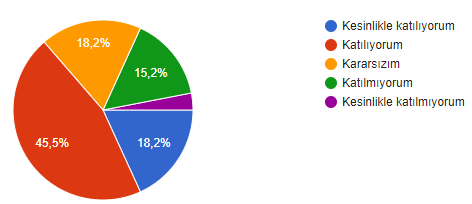 18,2%
15,2%
45,5%
18,2%
Kesinlikle katılıyorum
Katılıyorum
Kararsızım
Katılmıyorum
Kesinlikle katılmıyorum